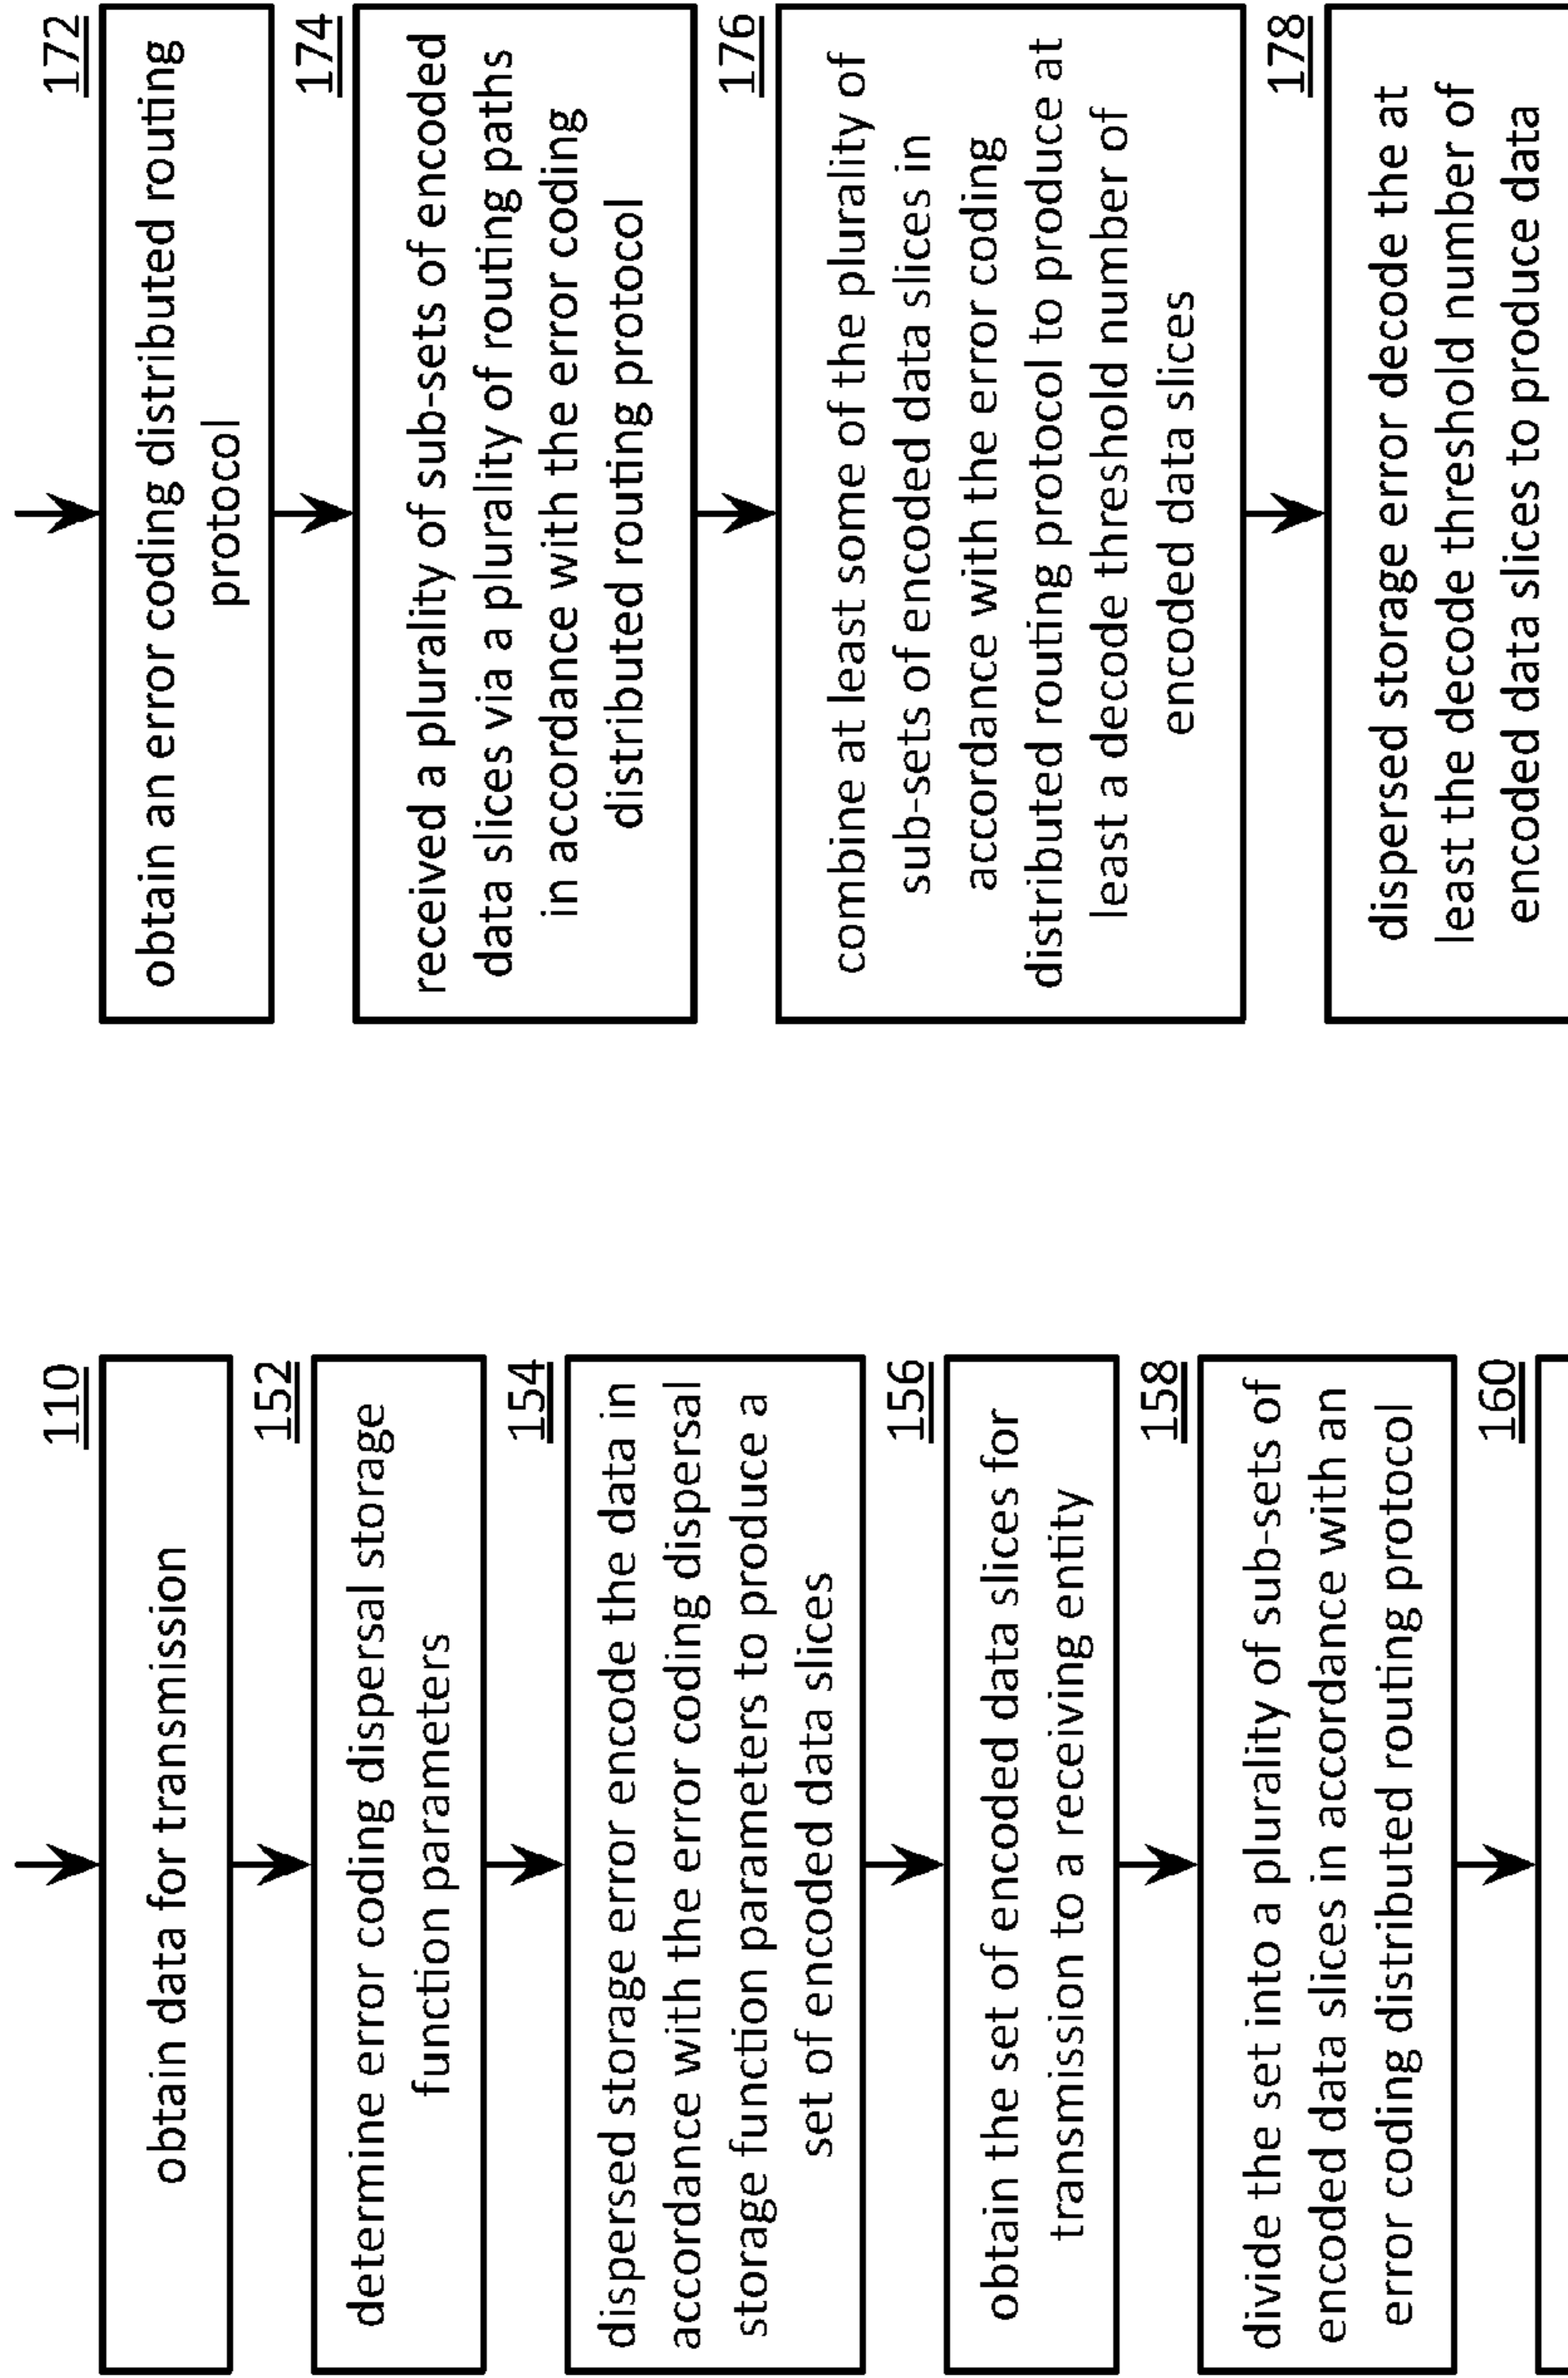 110
obtain data for transmission
152
determine error coding dispersal storage
function parameters
154
dispersed storage error encode the data in
accordance with the error coding dispersal
storage function parameters to produce a
set of encoded data slices
156
obtain the set of encoded data slices for
transmission to a receiving entity
158
divide the set into a plurality of sub-sets of
encoded data slices in accordance with an
error coding distributed routing protocol
160
172
obtain an error coding distributed routing
protocol
174
received a plurality of sub-sets of encoded
data slices via a plurality of routing paths
in accordance with the error coding
distributed routing protocol
176
combine at least some of the plurality of
sub-sets of encoded data slices in
accordance with the error coding
distributed routing protocol to produce at
least a decode threshold number of
encoded data slices
178
dispersed storage error decode the at
least the decode threshold number of
encoded data slices to produce data